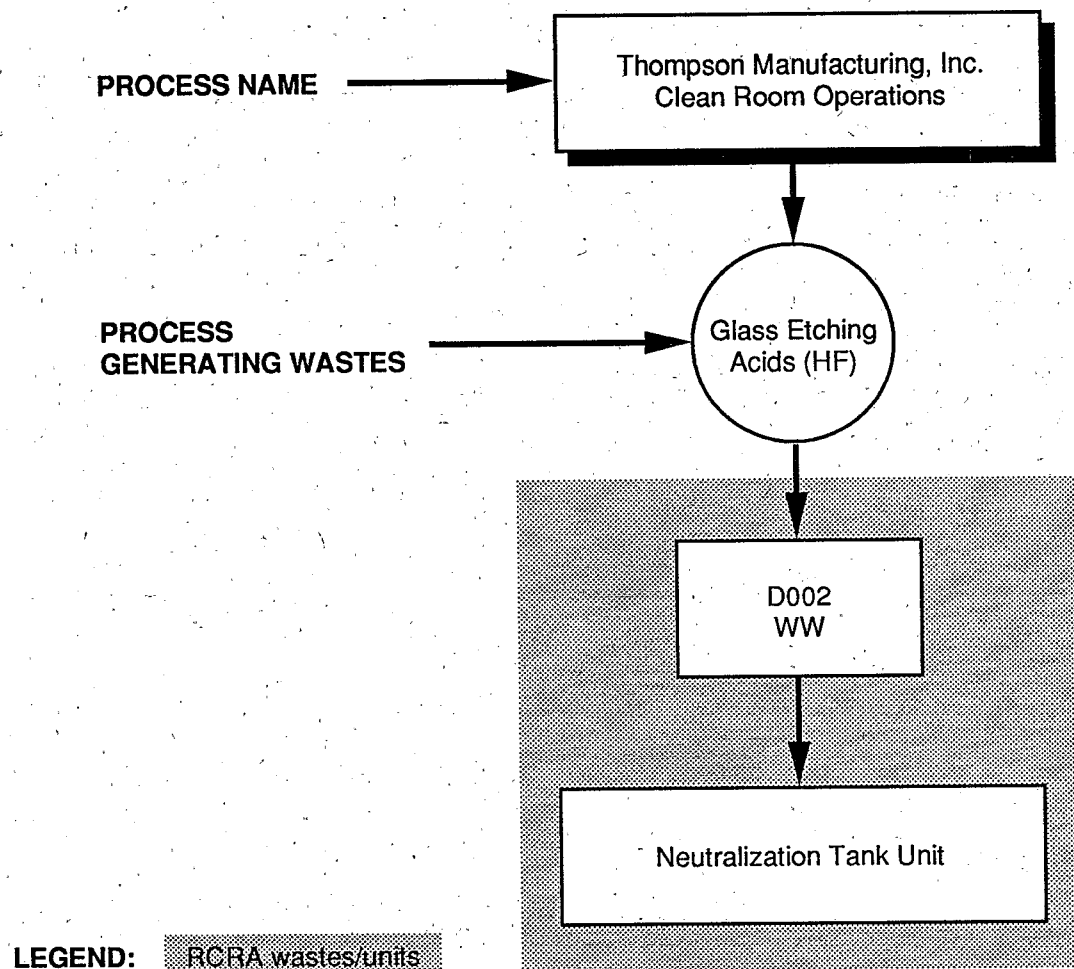 PROCESS NAME
Thompson Manufacturing, Inc.
Clean Room Operations
PROCESS
GENERATING WASTES
Glass Etching
Acids (HF)
D002
WW
Neutralization Tank Unit
LEGEND: RCRA wastes/units